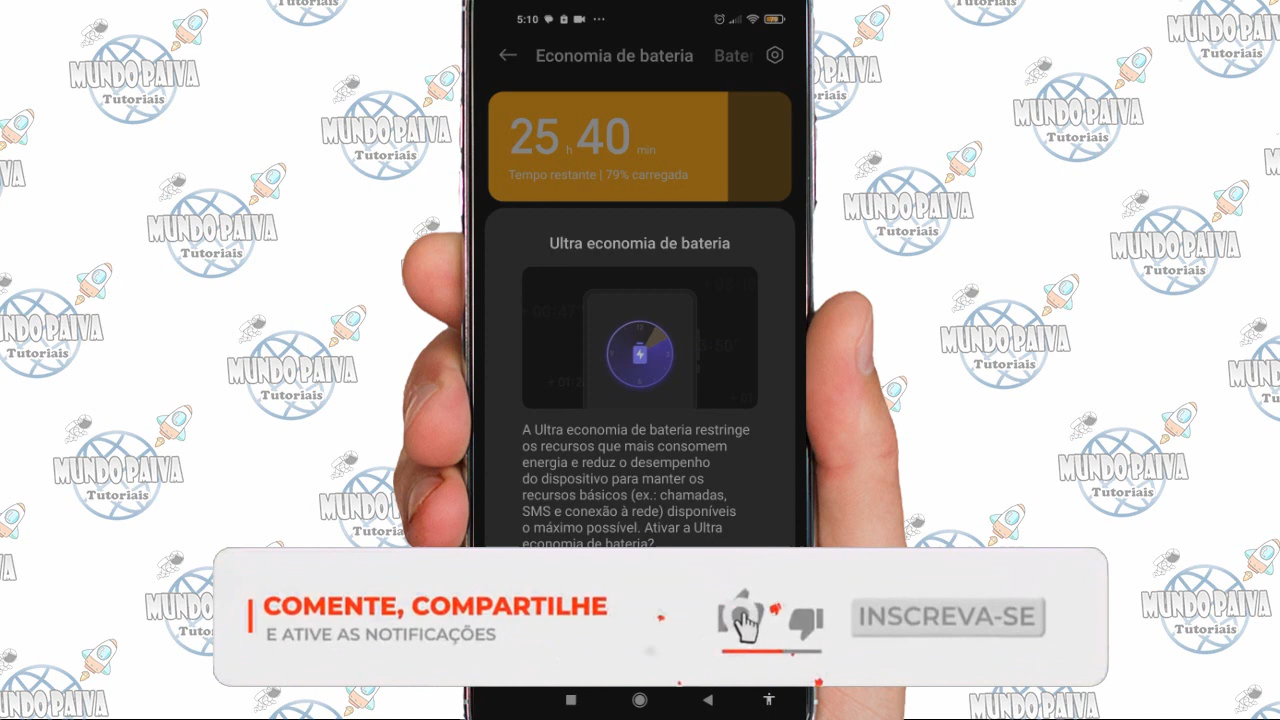 5:10
Economia de bateria Bate
25 h 40 min
Tempo restante | 79% carregada
Ultra economia de bateria
A Ultra economia de bateria restringe
os recursos que mais consomem
energia e reduz o desempenho
do dispositivo para manter os
recursos básicos (ex.: chamadas,
SMS e conexão à rede) disponíveis
o máximo possível. Ativar a Ultra
economia de bateria?
COMENTE, COMPARTILHE
E ATIVE AS NOTIFICAÇÕES
INSCREVA-SE
MUNDO PAIVA
Tutoriais